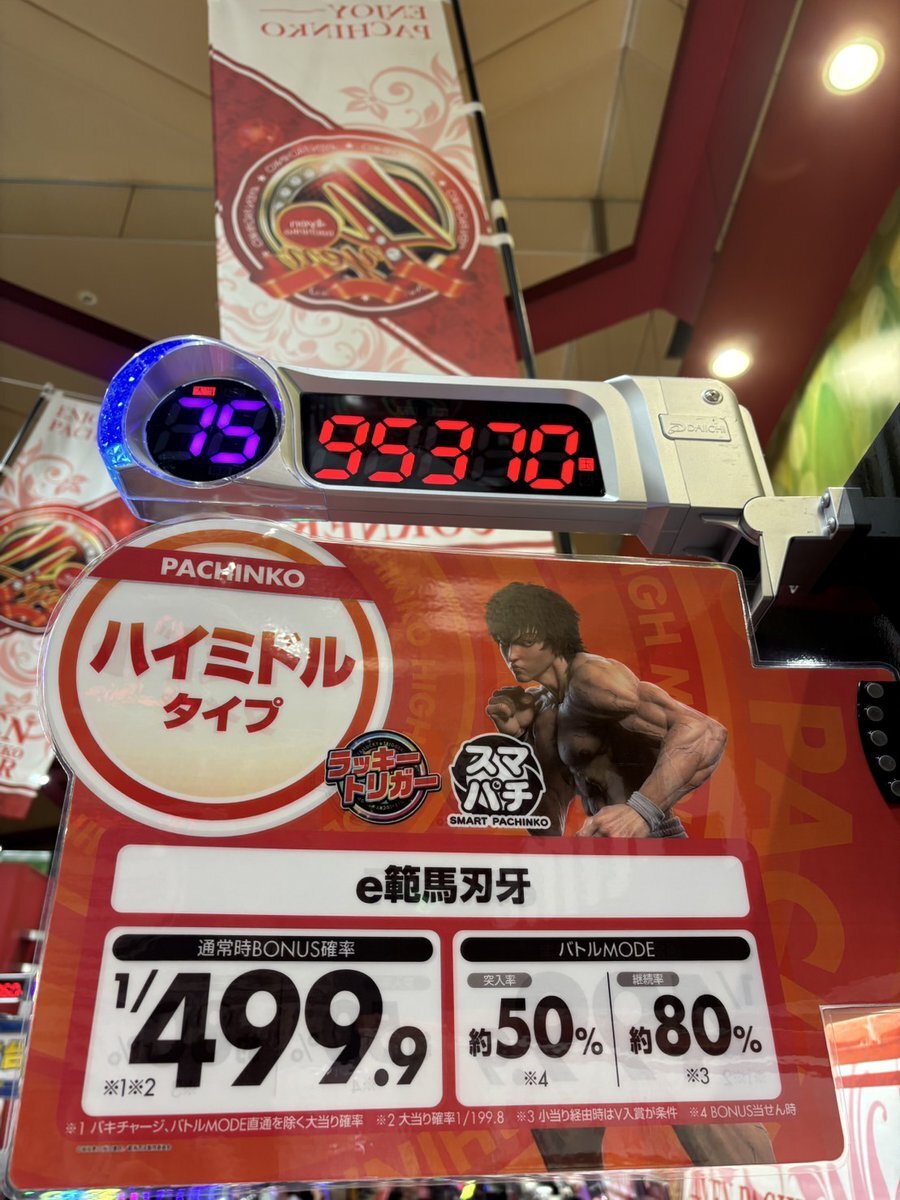 ENJOY
PACHINKO
大当
75
95370
玉
DAIICHI
PACHINKO
ハイミドル
タイプ
ラッキー
トリガー
スマ
パチ
SMART PACHINKO
e範馬刃牙
通常時BONUS確率
1/499.9
※1※2
バトルMODE
突入率
約50%
※4
継続率
約80%
※3
※1 バキチャージ、バトルMODE直通を除く大当り確率 ※2 大当り確率1/199.8 ※3 小当り経由時はV入賞が条件 ※4 BONUS当せん時